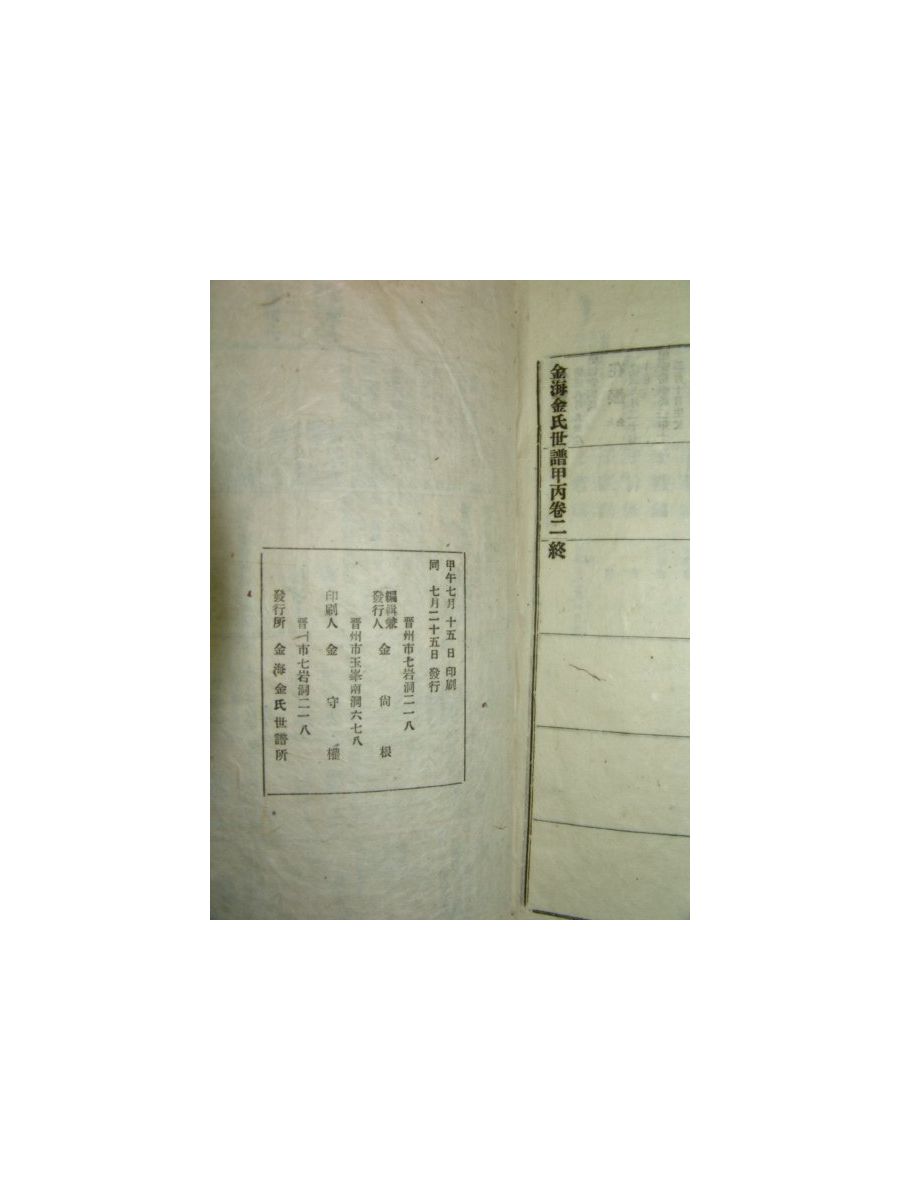 金海金氏世譜甲丙卷二終
甲午七月十五日印刷
同 七月二十五日發行
晋州市七岩洞二一八
編輯兼
發行人 金尙根
晋州市玉峯南洞六七八
印刷人 金守權
晋 市七岩洞二一八
發行所 金海金氏世譜所